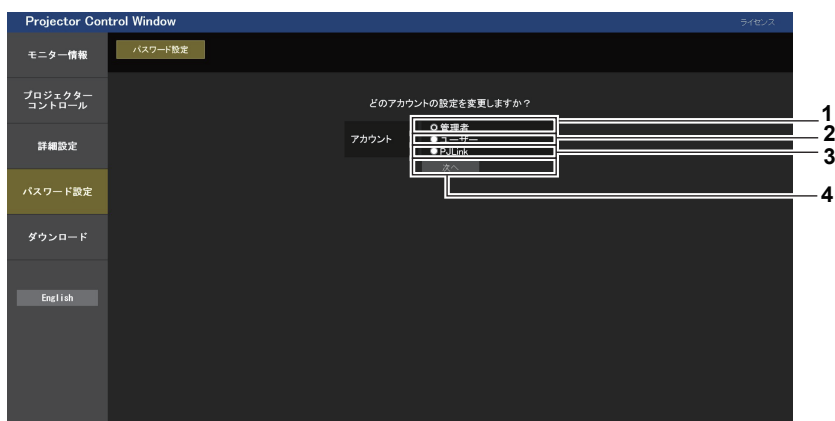 Projector Control Window
ライセンス
モニター情報
パスワード設定
プロジェクター
コントロール
どのアカウントの設定を変更しますか？
アカウント
管理者
1
ユーザー
2
PJLink
3
次へ
4
詳細設定
パスワード設定
ダウンロード
English